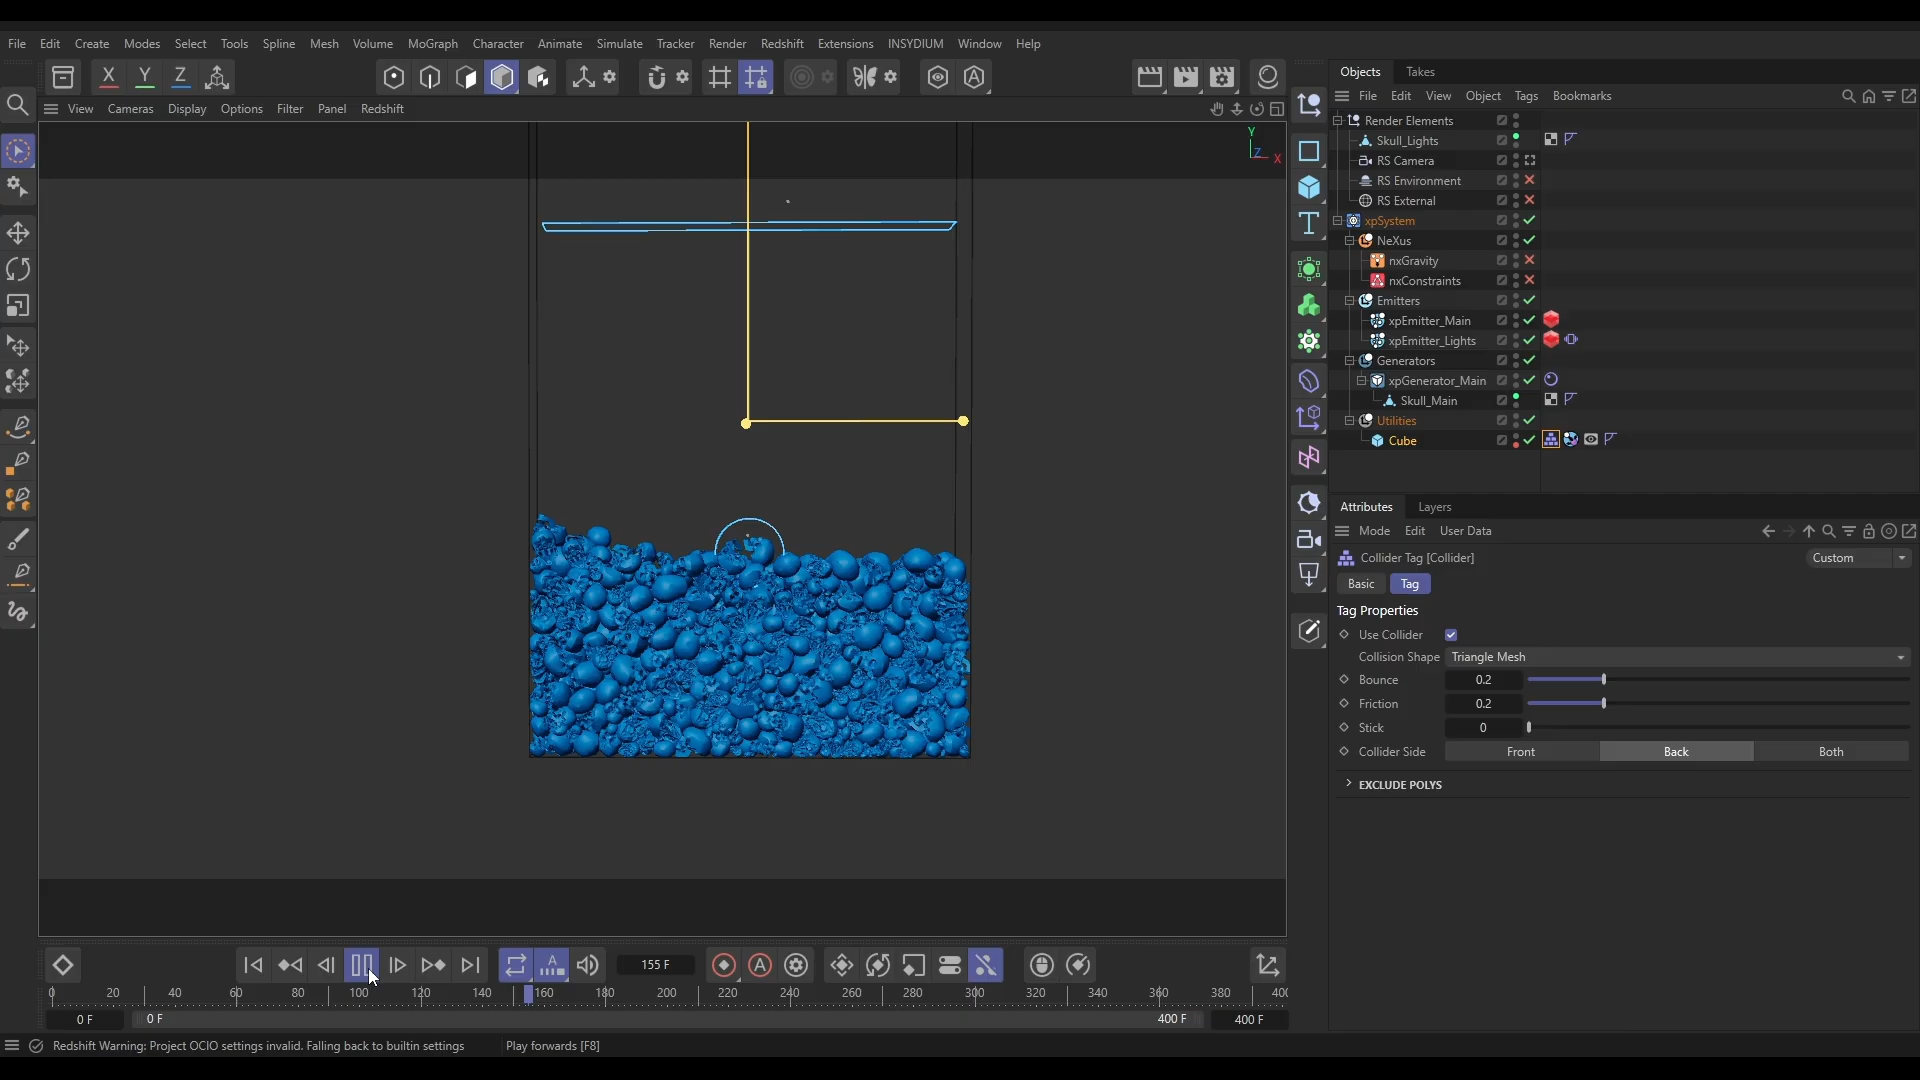 File Edit Create Modes Select Tools Spline Mesh Volume MoGraph Character Animate Simulate Tracker Render Redshift Extensions INSYDIUM Window Help
X Y Z
View Cameras Display Options Filter Panel Redshift
Y
Z X
Objects Takes
File Edit View Object Tags Bookmarks
Render Elements
Skull_Lights
RS Camera
RS Environment
RS External
xpSystem
NeXus
nxGravity
nxConstraints
Emitters
xpEmitter_Main
xpEmitter_Lights
Generators
xpGenerator_Main
Skull_Main
Utilities
Cube
Attributes Layers
Mode Edit User Data
Collider Tag [Collider] Custom
Basic Tag
Tag Properties
Use Collider
Collision Shape Triangle Mesh
Bounce 0.2
Friction 0.2
Stick 0
Collider Side Front Back Both
EXCLUDE POLYS
155 F
0 20 40 60 80 100 120 140 160 180 200 220 240 260 280 300 320 340 360 380 400
0 F 0 F 400 F 400 F
Redshift Warning: Project OCIO settings invalid. Falling back to builtin settings Play forwards [F8]